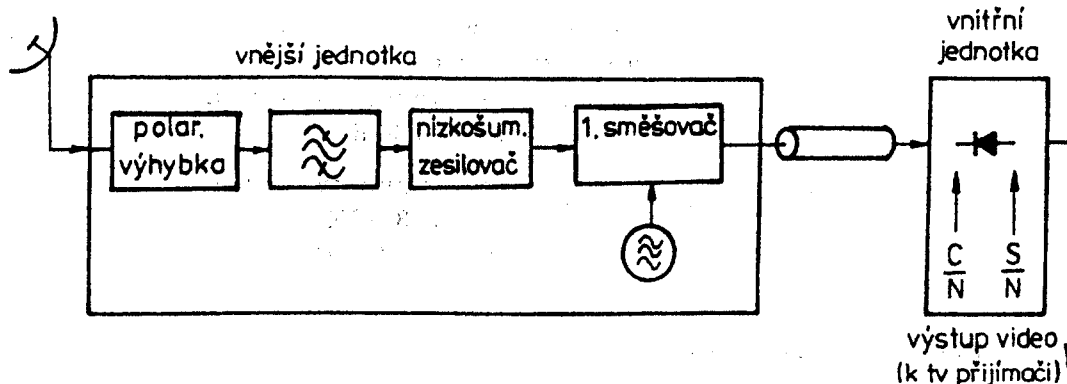 vnější jednotka
polar.
výhybka
nízkošum.
zesilovač
1. směšovač
vnitřní
jednotka
C
N
S
N
výstup video
(k tv přijímači)